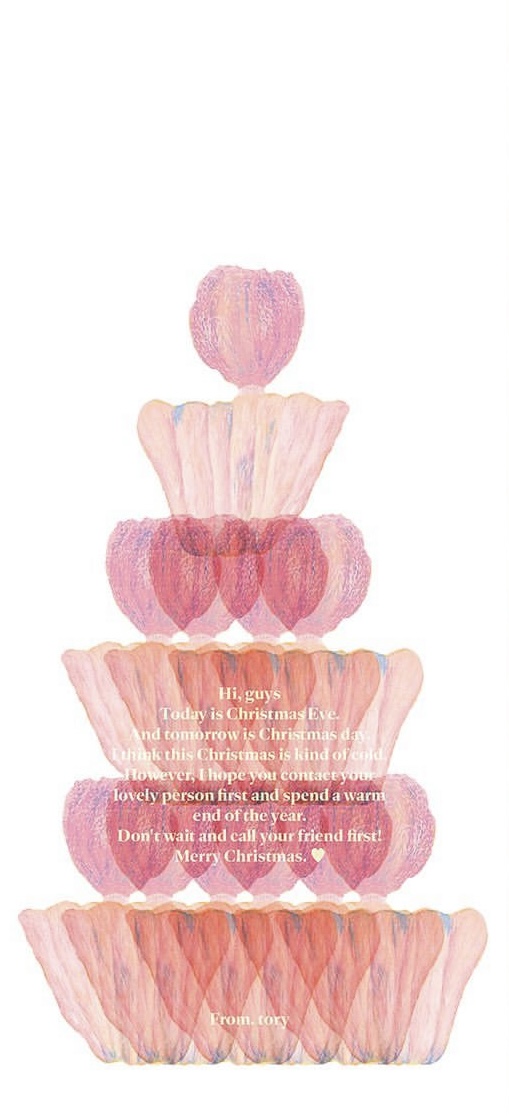 Hi, guys
Today is Christmas Eve.
And tomorrow is Christmas day.
I think this Christmas is kind of cold.
However, I hope you contact your
lovely person first and spend a warm
end of the year.
Don't wait and call your friend first!
Merry Christmas. ♥
From. tory